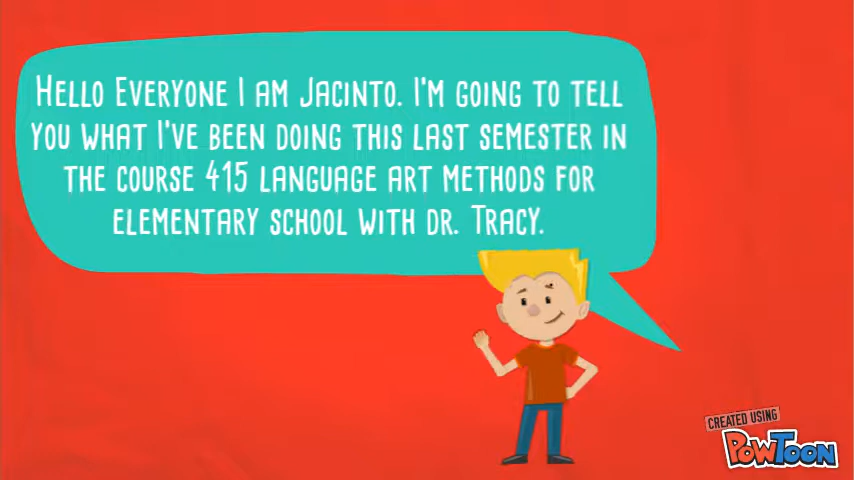 Hello Everyone I am Jacinto. I'm going to tell
you what I've been doing this last semester in
the course 415 language art methods for
elementary school with dr. Tracy.
CREATED USING
PowToon